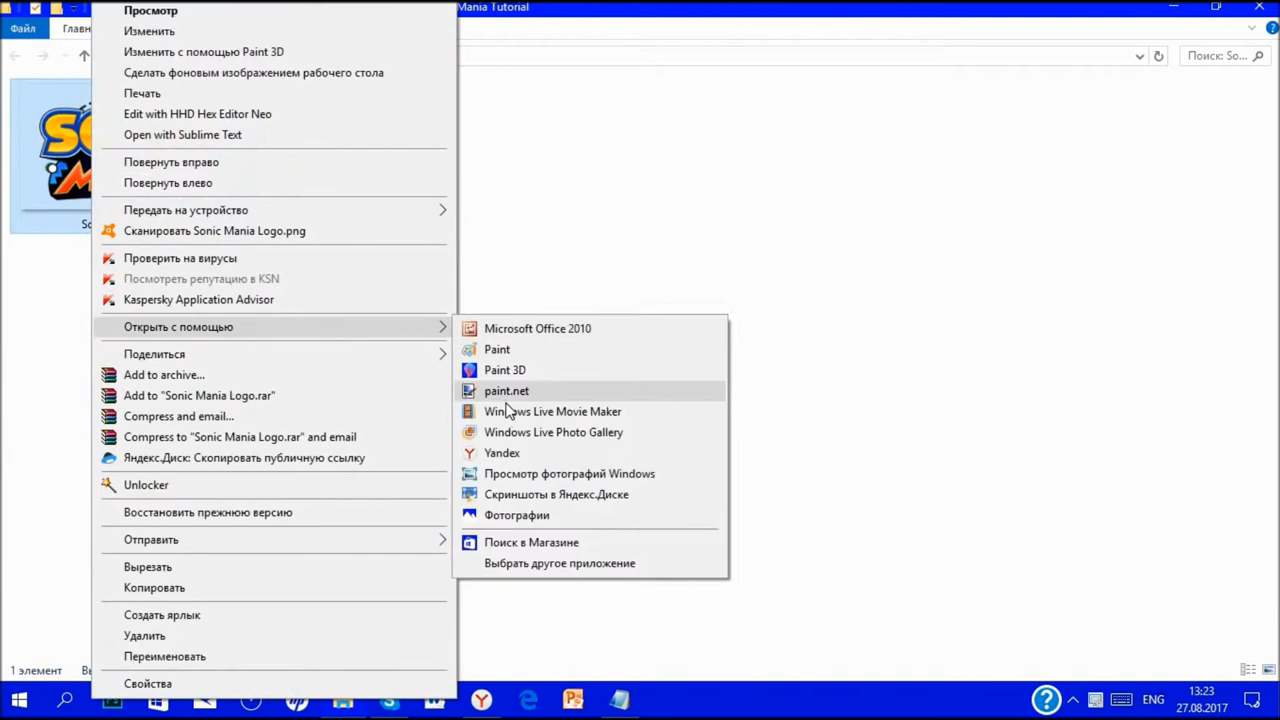 Mania Tutorial
Файл
Главн
Поиск: So...
Просмотр
Изменить
Изменить с помощью Paint 3D
Сделать фоновым изображением рабочего стола
Печать
Edit with HHD Hex Editor Neo
Open with Sublime Text
Повернуть вправо
Повернуть влево
Передать на устройство
Сканировать Sonic Mania Logo.png
Проверить на вирусы
Посмотреть репутацию в KSN
Kaspersky Application Advisor
Открыть с помощью
Поделиться
Add to archive...
Add to "Sonic Mania Logo.rar"
Compress and email...
Compress to "Sonic Mania Logo.rar" and email
Яндекс.Диск: Скопировать публичную ссылку
Unlocker
Восстановить прежнюю версию
Отправить
Вырезать
Копировать
Создать ярлык
Удалить
Переименовать
Свойства
Microsoft Office 2010
Paint
Paint 3D
paint.net
Windows Live Movie Maker
Windows Live Photo Gallery
Yandex
Просмотр фотографий Windows
Скриншоты в Яндекс.Диске
Фотографии
Поиск в Магазине
Выбрать другое приложение
1 элемент
ENG
13:23
27.08.2017